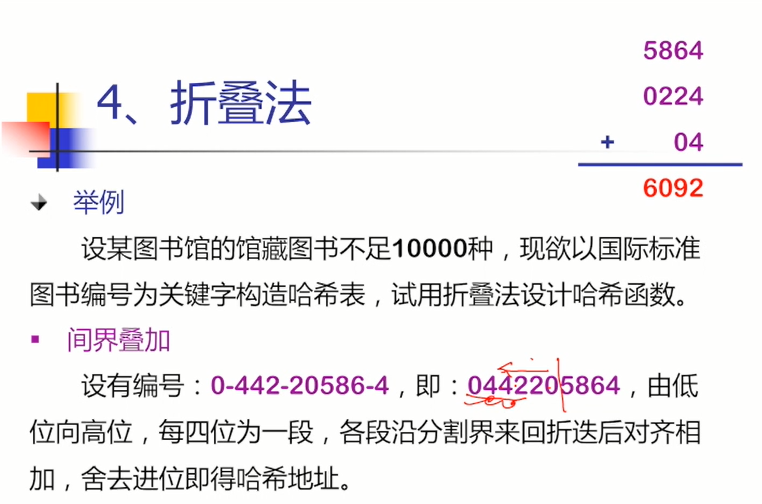 5864
0224
+ 04
6092
4、折叠法
举例
设某图书馆的馆藏图书不足10000种，现欲以国际标准
图书编号为关键字构造哈希表，试用折叠法设计哈希函数。
间界叠加
设有编号：0-442-20586-4，即：0442205864，由低
位向高位，每四位为一段，各段沿分割界来回折迭后对齐相
加，舍去进位即得哈希地址。